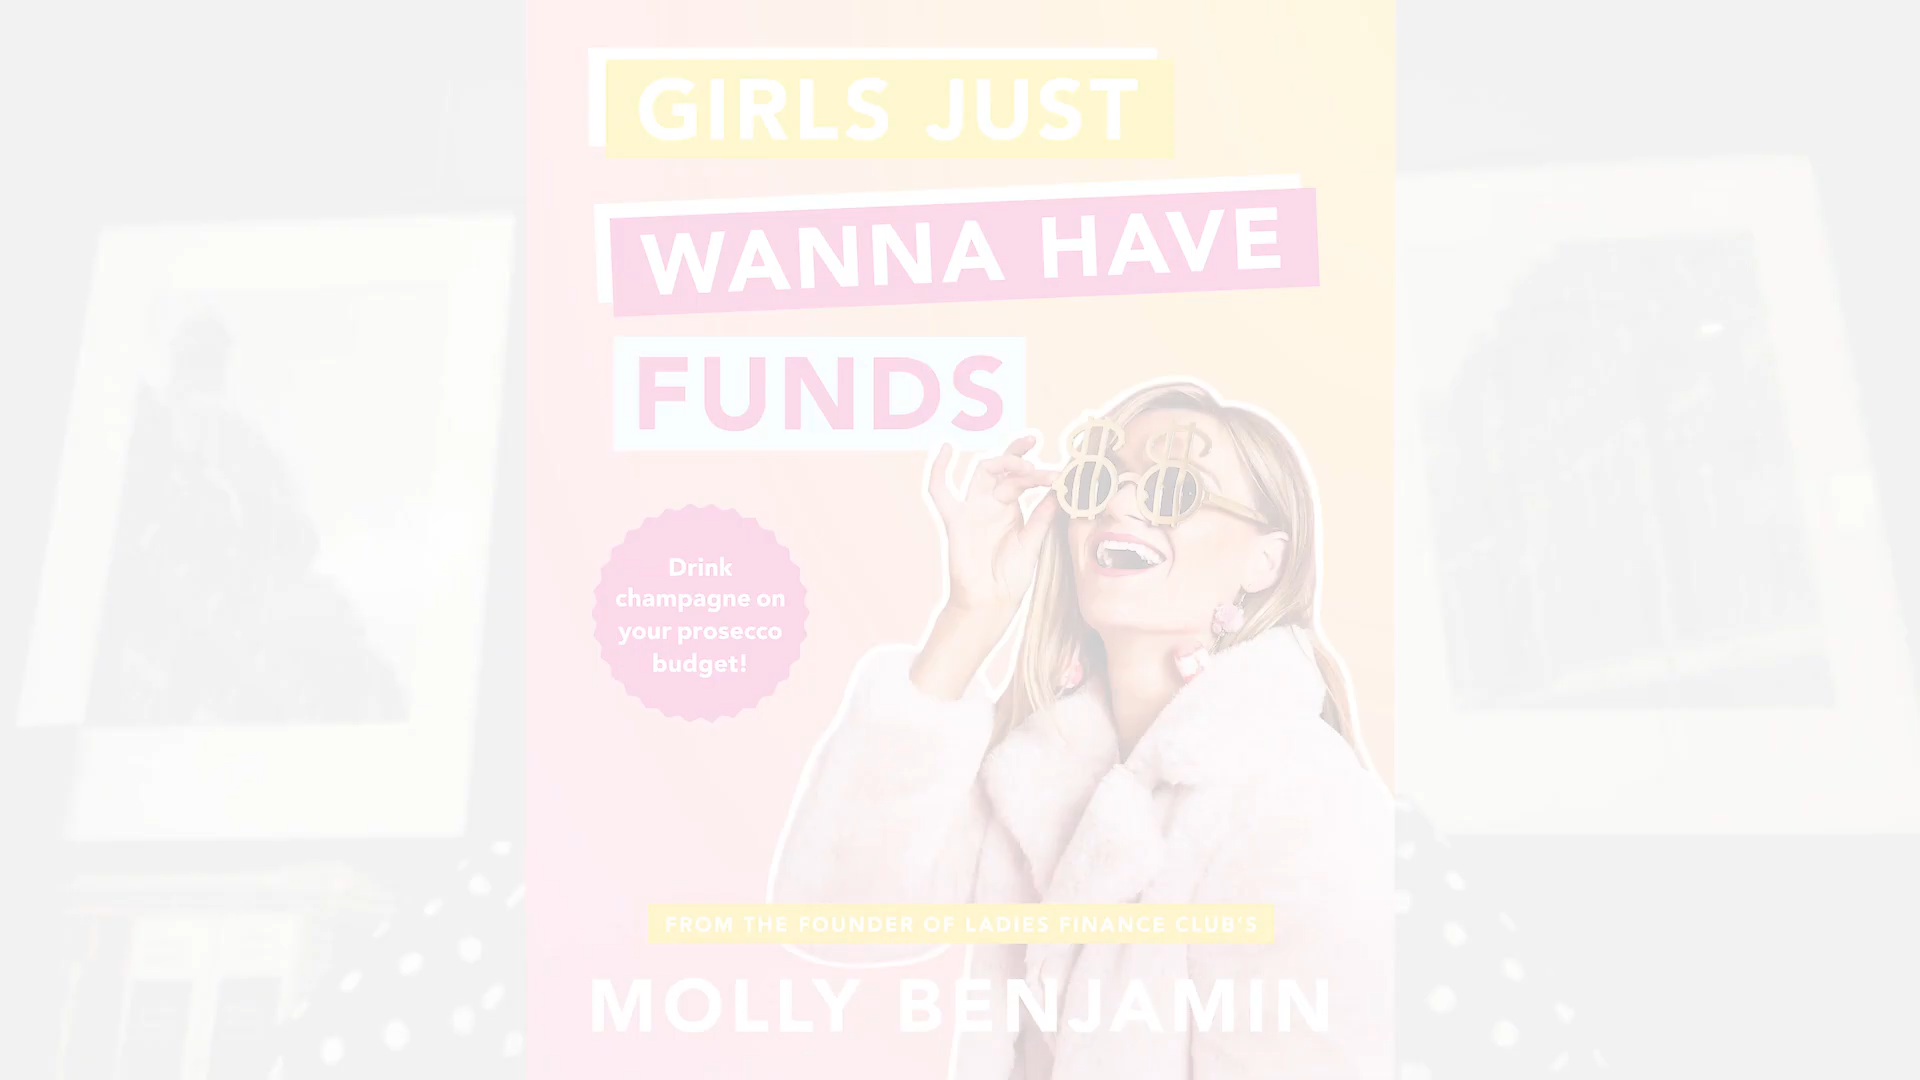 GIRLS JUST
WANNA HAVE
FUNDS
Drink
champagne on
your prosecco
budget!
FROM THE FOUNDER OF LADIES FINANCE CLUB'S
MOLLY BENJAMIN